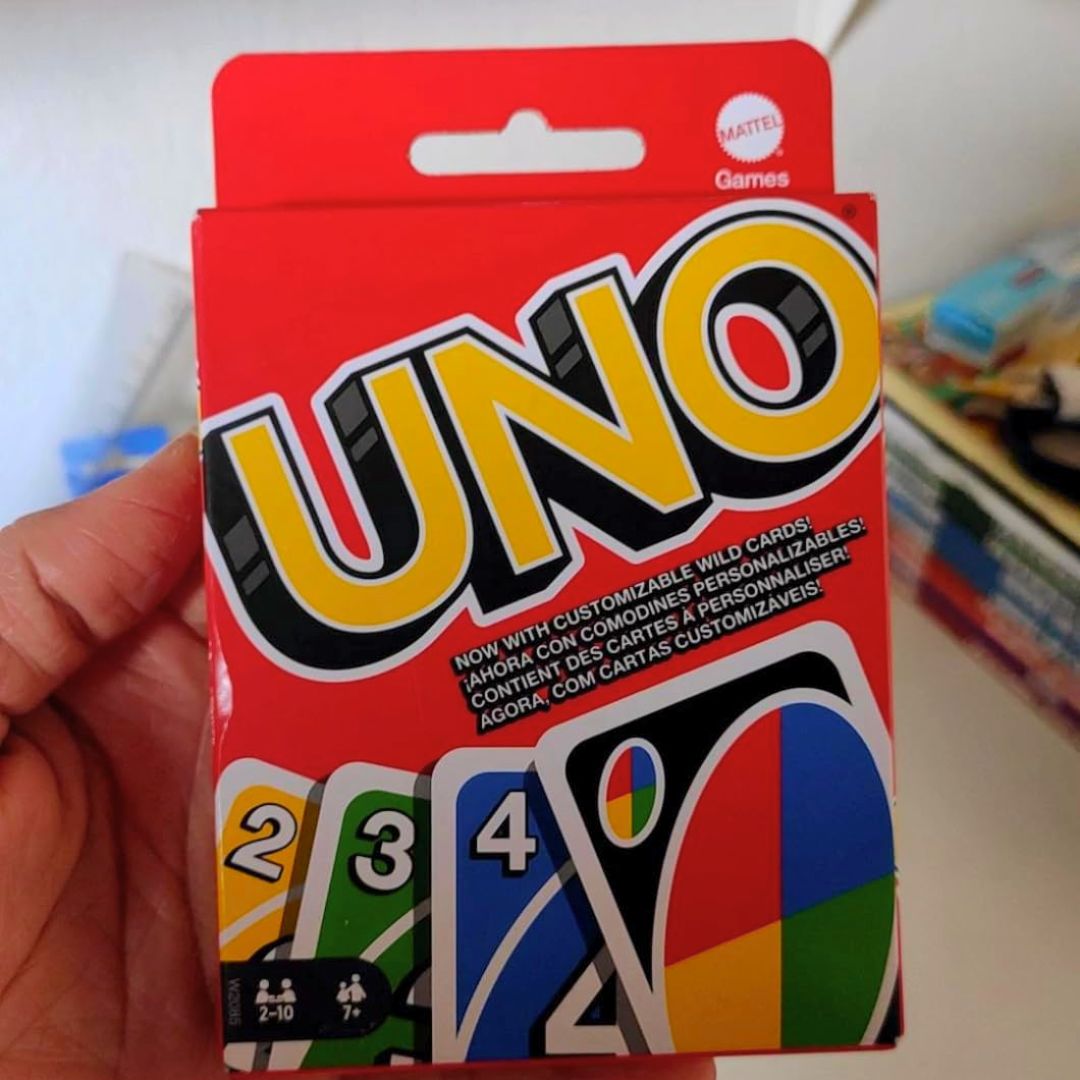 MATTEL
Games
UNO
NOW WITH CUSTOMIZABLE WILD CARDS!
¡AHORA CON COMODINES PERSONALIZABLES!
CONTIENT DES CARTES À PERSONNALISER!
AGORA, COM CARTAS CUSTOMIZÁVEIS!
2
3
4
2-10
7+
W2085